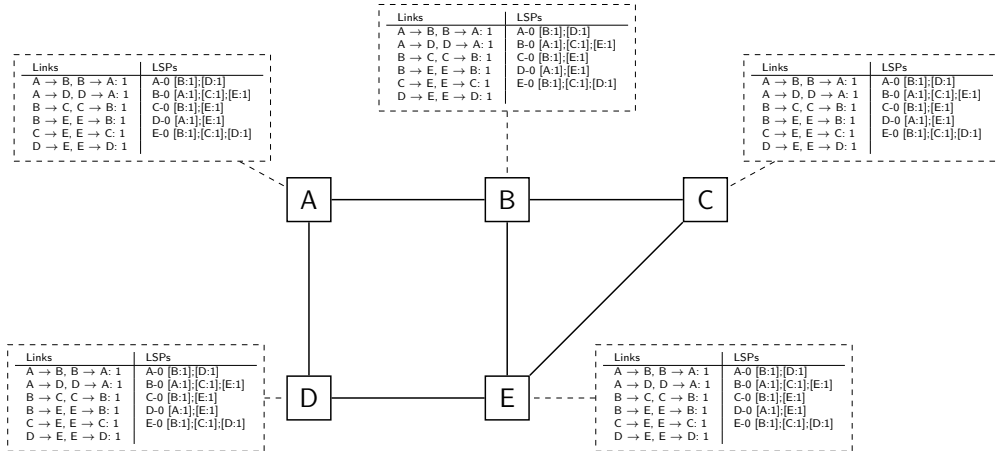 Links LSPs
A → B, B → A: 1 A-0 [B:1];[D:1]
A → D, D → A: 1 B-0 [A:1];[C:1];[E:1]
B → C, C → B: 1 C-0 [B:1];[E:1]
B → E, E → B: 1 D-0 [A:1];[E:1]
C → E, E → C: 1 E-0 [B:1];[C:1];[D:1]
D → E, E → D: 1
Links LSPs
A → B, B → A: 1 A-0 [B:1];[D:1]
A → D, D → A: 1 B-0 [A:1];[C:1];[E:1]
B → C, C → B: 1 C-0 [B:1];[E:1]
B → E, E → B: 1 D-0 [A:1];[E:1]
C → E, E → C: 1 E-0 [B:1];[C:1];[D:1]
D → E, E → D: 1
Links LSPs
A → B, B → A: 1 A-0 [B:1];[D:1]
A → D, D → A: 1 B-0 [A:1];[C:1];[E:1]
B → C, C → B: 1 C-0 [B:1];[E:1]
B → E, E → B: 1 D-0 [A:1];[E:1]
C → E, E → C: 1 E-0 [B:1];[C:1];[D:1]
D → E, E → D: 1
A B C
Links LSPs
A → B, B → A: 1 A-0 [B:1];[D:1]
A → D, D → A: 1 B-0 [A:1];[C:1];[E:1]
B → C, C → B: 1 C-0 [B:1];[E:1]
B → E, E → B: 1 D-0 [A:1];[E:1]
C → E, E → C: 1 E-0 [B:1];[C:1];[D:1]
D → E, E → D: 1
D E
Links LSPs
A → B, B → A: 1 A-0 [B:1];[D:1]
A → D, D → A: 1 B-0 [A:1];[C:1];[E:1]
B → C, C → B: 1 C-0 [B:1];[E:1]
B → E, E → B: 1 D-0 [A:1];[E:1]
C → E, E → C: 1 E-0 [B:1];[C:1];[D:1]
D → E, E → D: 1